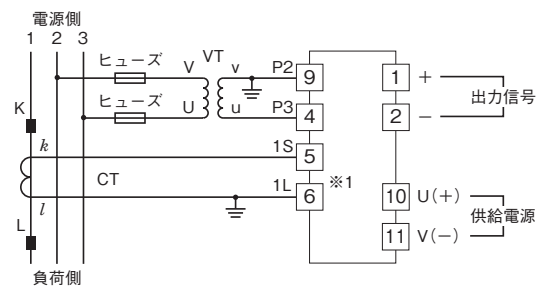 電源側
1 2 3
ヒューズ
V VT v
P2
9
1
+
ヒューズ
U u
P3
4
2
−
出力信号
K
k
1S
5
CT
1L
6
※1
10
U(+)
l
供給電源
L
11
V(−)
負荷側